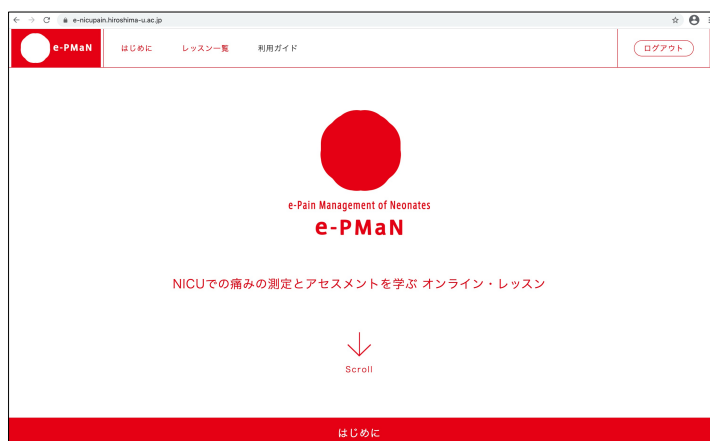 e-nicupain.hiroshima-u.ac.jp
e-PMaN はじめに レッスン一覧 利用ガイド ログアウト
e-Pain Management of Neonates
e-PMaN
NICUでの痛みの測定とアセスメントを学ぶ オンライン・レッスン
Scroll
はじめに